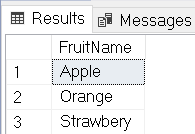 Results Messages
FruitName
1 Apple
2 Orange
3 Strawbery